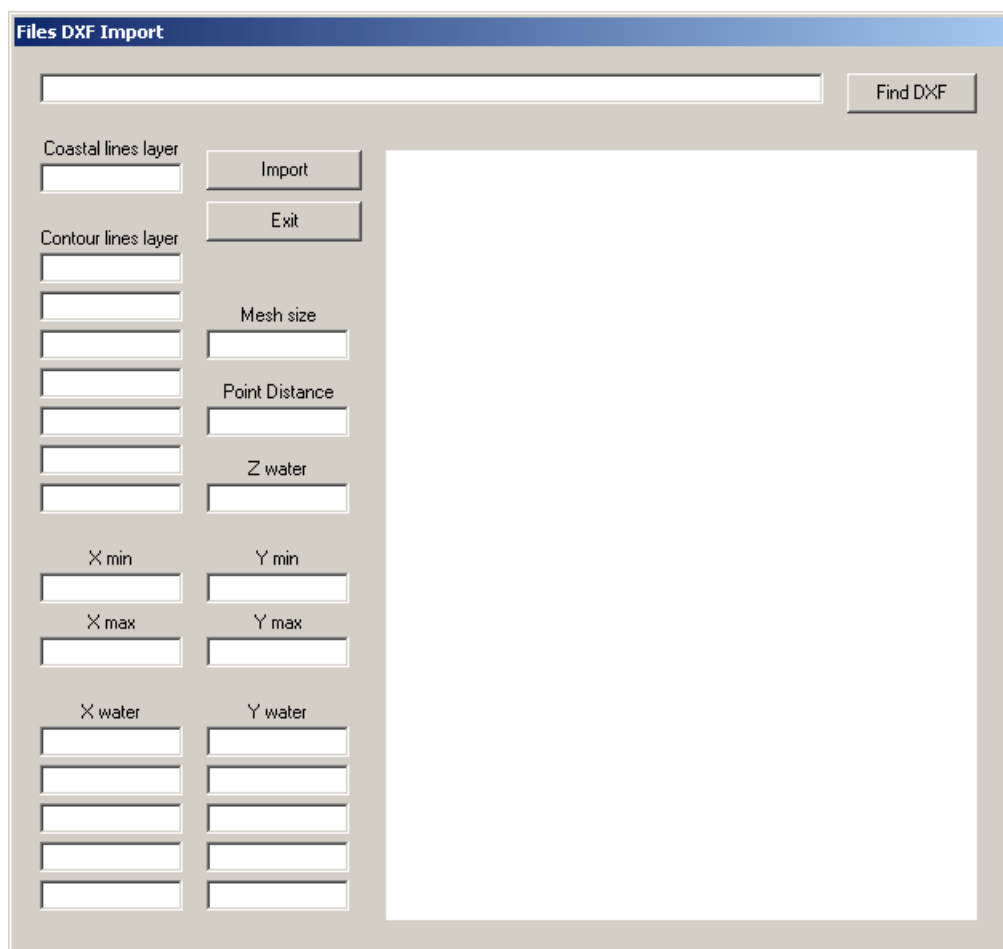 Files DXF Import
Find DXF
Coastal lines layer
Import
Exit
Contour lines layer
Mesh size
Point Distance
Z water
X min
Y min
X max
Y max
X water
Y water